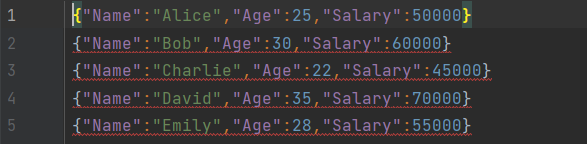 1 {"Name":"Alice","Age":25,"Salary":50000}
2 {"Name":"Bob","Age":30,"Salary":60000}
3 {"Name":"Charlie","Age":22,"Salary":45000}
4 {"Name":"David","Age":35,"Salary":70000}
5 {"Name":"Emily","Age":28,"Salary":55000}